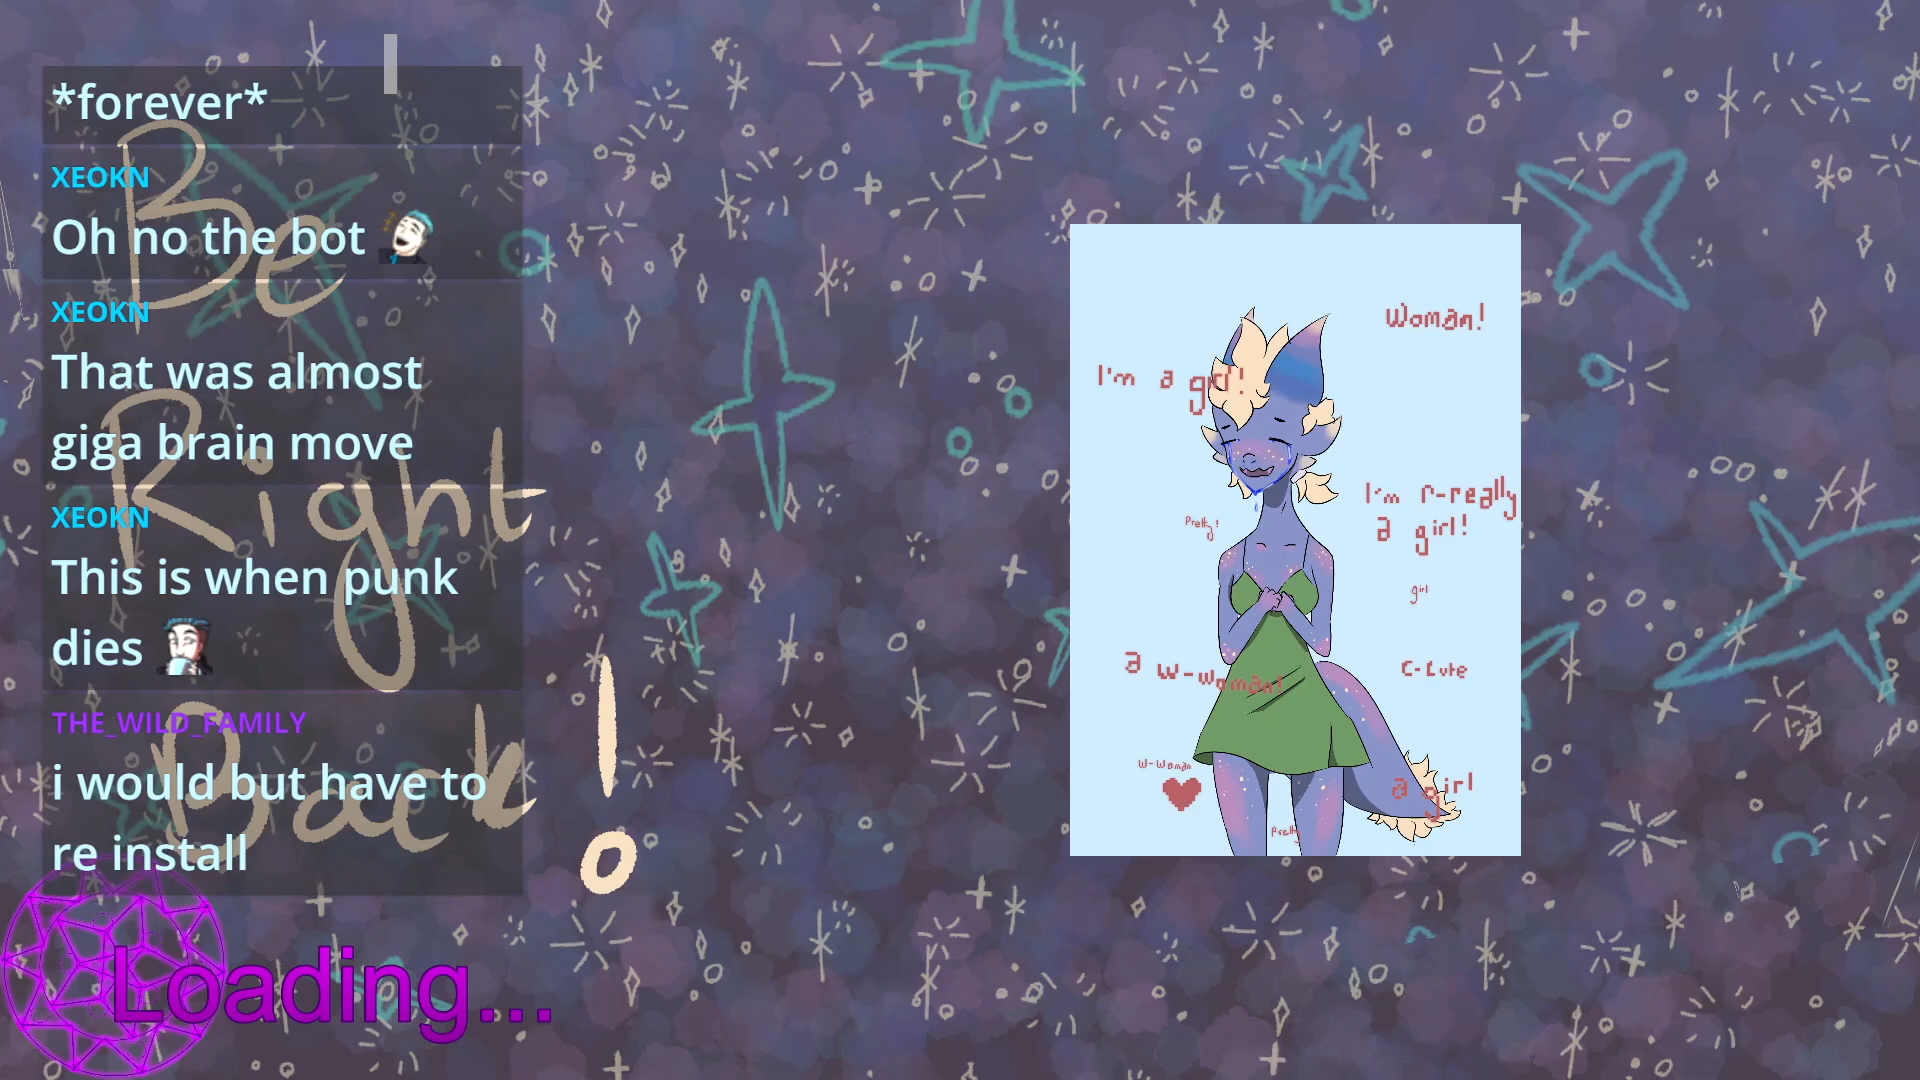 *forever*
XEOKN
Oh no the bot
XEOKN
That was almost
giga brain move
XEOKN
This is when punk
dies
THE_WILD_FAMILY
i would but have to
re install
Be
Right
Back!
Loading...
Woman!
I'm a girl!
I'm r-really
a girl!
Pretty!
girl
a w-woman!
C-Cute
W-Woman
a girl
Pretty